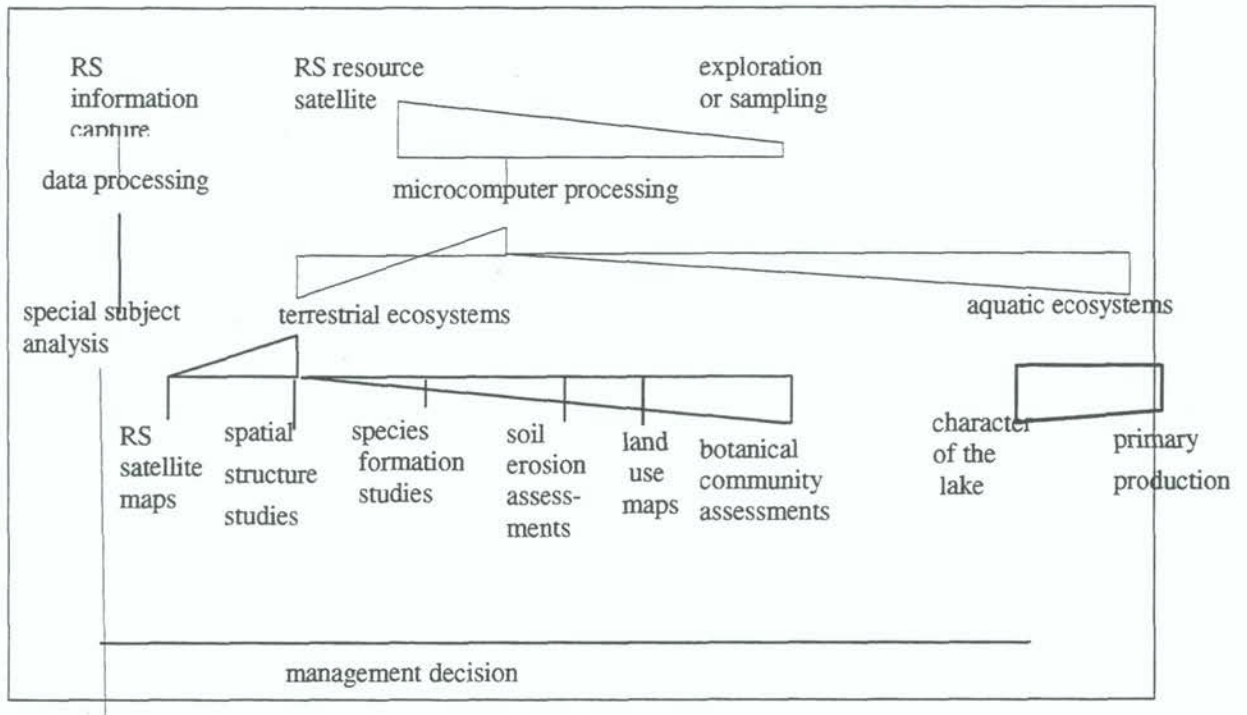 RS
information
capture
RS resource
satellite
exploration
or sampling
data processing
microcomputer processing
special subject
analysis
terrestrial ecosystems
aquatic ecosystems
RS
satellite
maps
spatial
structure
studies
species
formation
studies
soil
erosion
assess-
ments
land
use
maps
botanical
community
assessments
character
of the
lake
primary
production
management decision